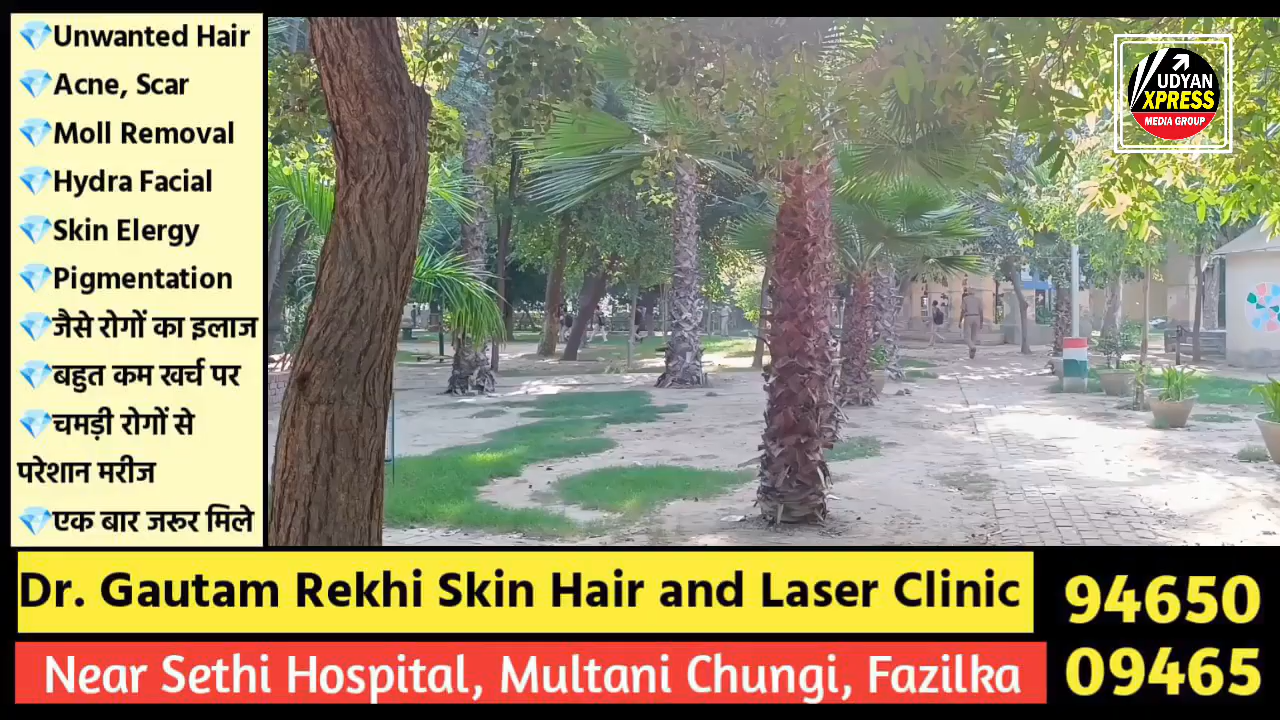 💎Unwanted Hair
💎Acne, Scar
💎Moll Removal
💎Hydra Facial
💎Skin Elergy
💎Pigmentation
💎जैसे रोगों का इलाज
💎बहुत कम खर्च पर
💎चमड़ी रोगों से
परेशान मरीज
💎एक बार जरूर मिले
UDYAN
XPRESS
MEDIA GROUP
Dr. Gautam Rekhi Skin Hair and Laser Clinic
Near Sethi Hospital, Multani Chungi, Fazilka
94650
09465